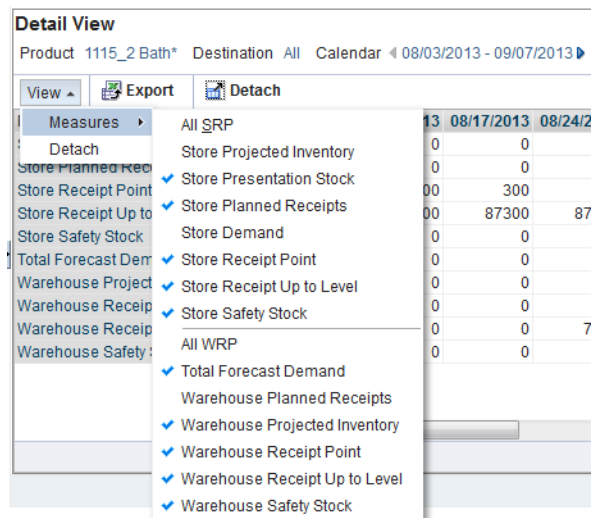 Detail View
Product 1115_2 Bath* Destination All Calendar 08/03/2013 - 09/07/2013
View Export Detach
Measures
Detach
All SRP
Store Projected Inventory
Store Presentation Stock
Store Planned Receipts
Store Demand
Store Receipt Point
Store Receipt Up to Level
Store Safety Stock
All WRP
Total Forecast Demand
Warehouse Planned Receipts
Warehouse Projected Inventory
Warehouse Receipt Point
Warehouse Receipt Up to Level
Warehouse Safety Stock
13 08/17/2013 08/24/2
0 0
Store Planned Rec 0 0
Store Receipt Point 00 300
Store Receipt Up to 00 87300 87
Store Safety Stock 0 0
Total Forecast Dem 0 0
Warehouse Project 0 0
Warehouse Receip 0 0
Warehouse Receip 0 0 7
Warehouse Safety 0 0